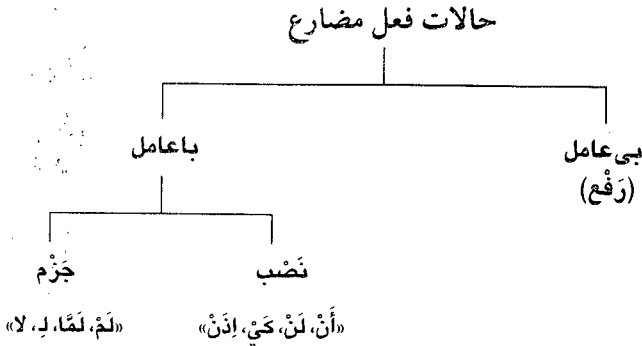 حالات فعل مضارع
بی‌عامل
(رَفْع)
باعامل
نَصْب
جَزْم
«أَنْ، لَنْ، کَيْ، اِذَنْ»
«لَمْ، لَمَّا، لِـ، لا»